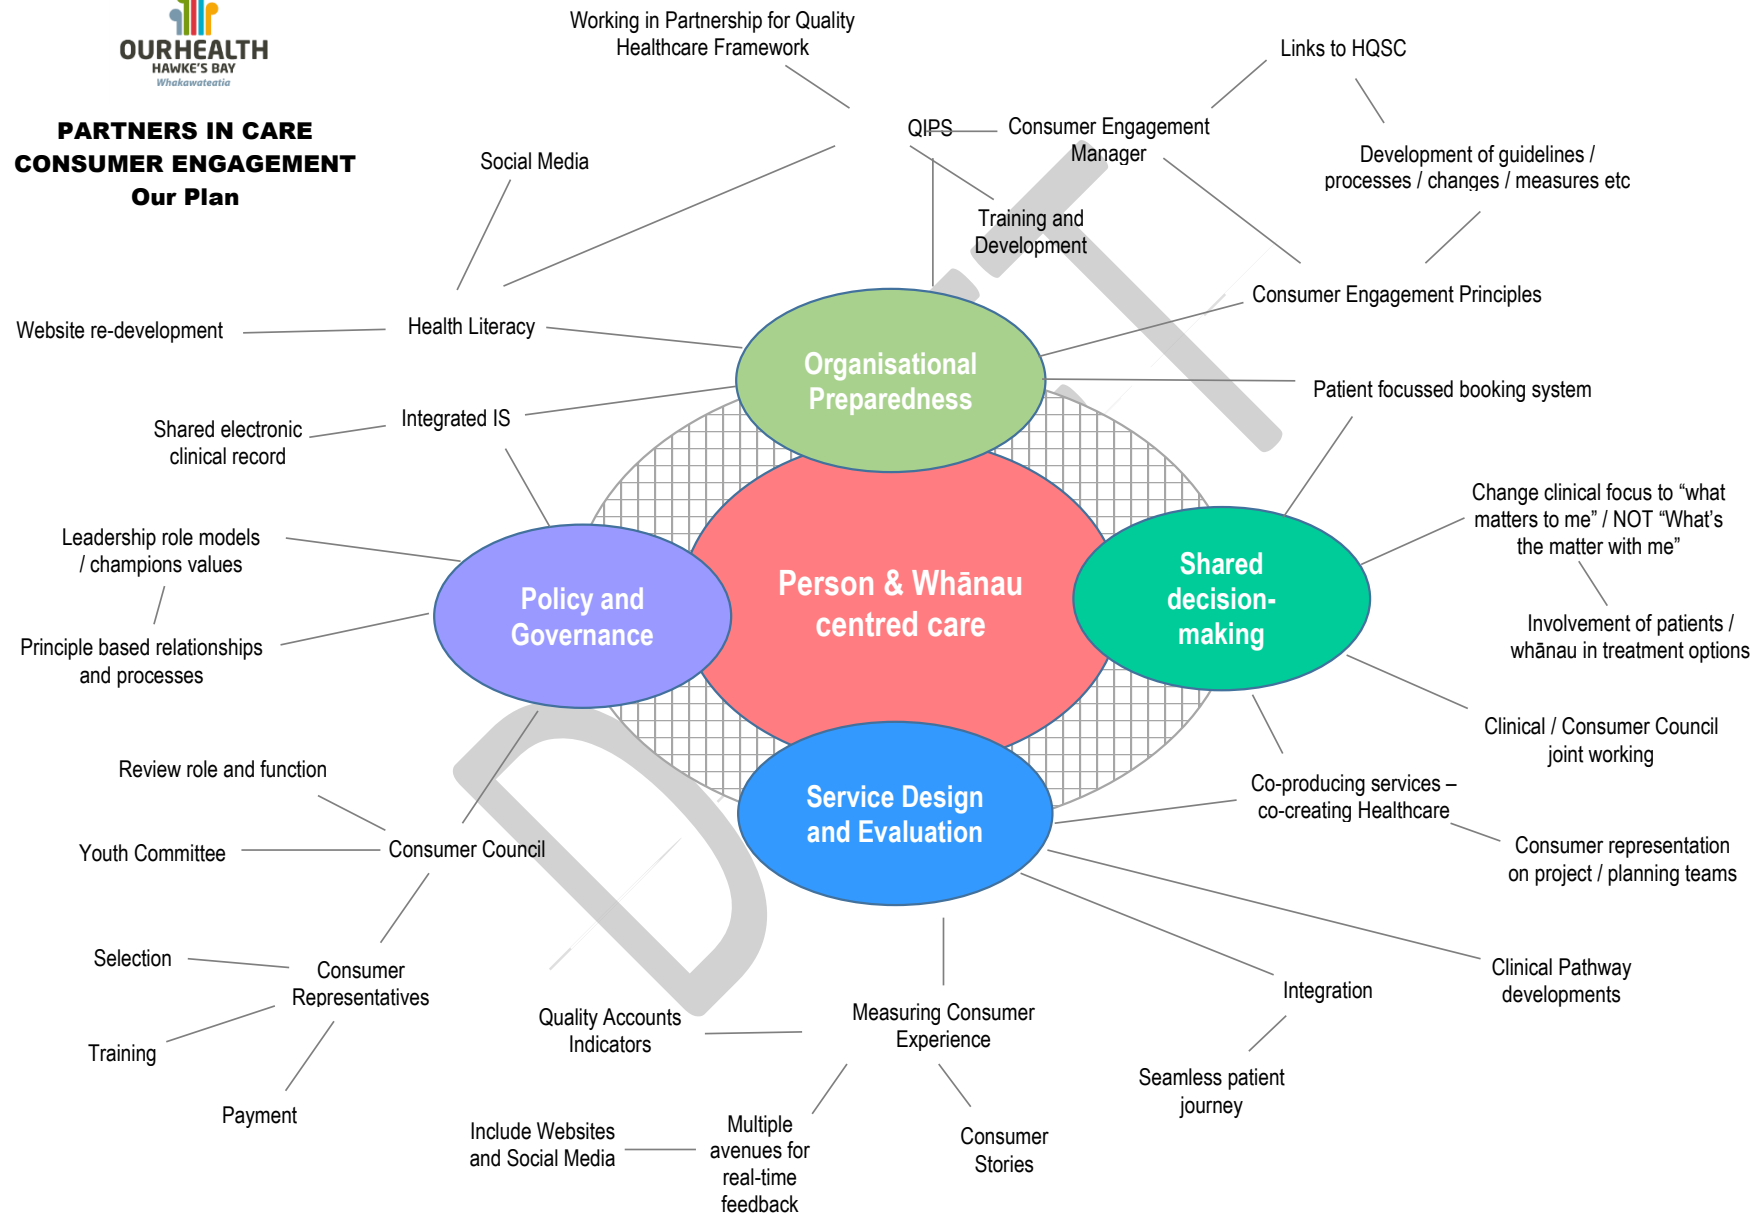 OURHEALTH
HAWKE'S BAY
Whakawateatia
PARTNERS IN CARE
CONSUMER ENGAGEMENT
Our Plan
Working in Partnership for Quality
Healthcare Framework
Links to HQSC
QIPS
Consumer Engagement
Manager
Social Media
Development of guidelines /
processes / changes / measures etc
Training and
Development
Consumer Engagement Principles
Website re-development
Health Literacy
Organisational
Preparedness
Patient focussed booking system
Integrated IS
Shared electronic
clinical record
Change clinical focus to “what
matters to me” / NOT “What’s
the matter with me”
Leadership role models
/ champions values
Policy and
Governance
Person & Whānau
centred care
Shared
decision-
making
Involvement of patients /
whānau in treatment options
Principle based relationships
and processes
Clinical / Consumer Council
joint working
Review role and function
Service Design
and Evaluation
Co-producing services –
co-creating Healthcare
Youth Committee
Consumer Council
Consumer representation
on project / planning teams
Selection
Consumer
Representatives
Clinical Pathway
developments
Integration
Quality Accounts
Indicators
Measuring Consumer
Experience
Training
Seamless patient
journey
Payment
Include Websites
and Social Media
Multiple
avenues for
real-time
feedback
Consumer
Stories